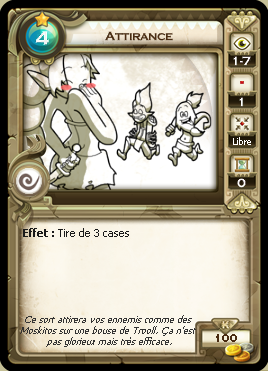 4
ATTIRANCE
1-7
1
Libre
0
Effet : Tire de 3 cases
Ce sort attirera vos ennemis comme des
Moskitos sur une bouse de Trooll. Ça n'est
pas glorieux mais très efficace.
K
100